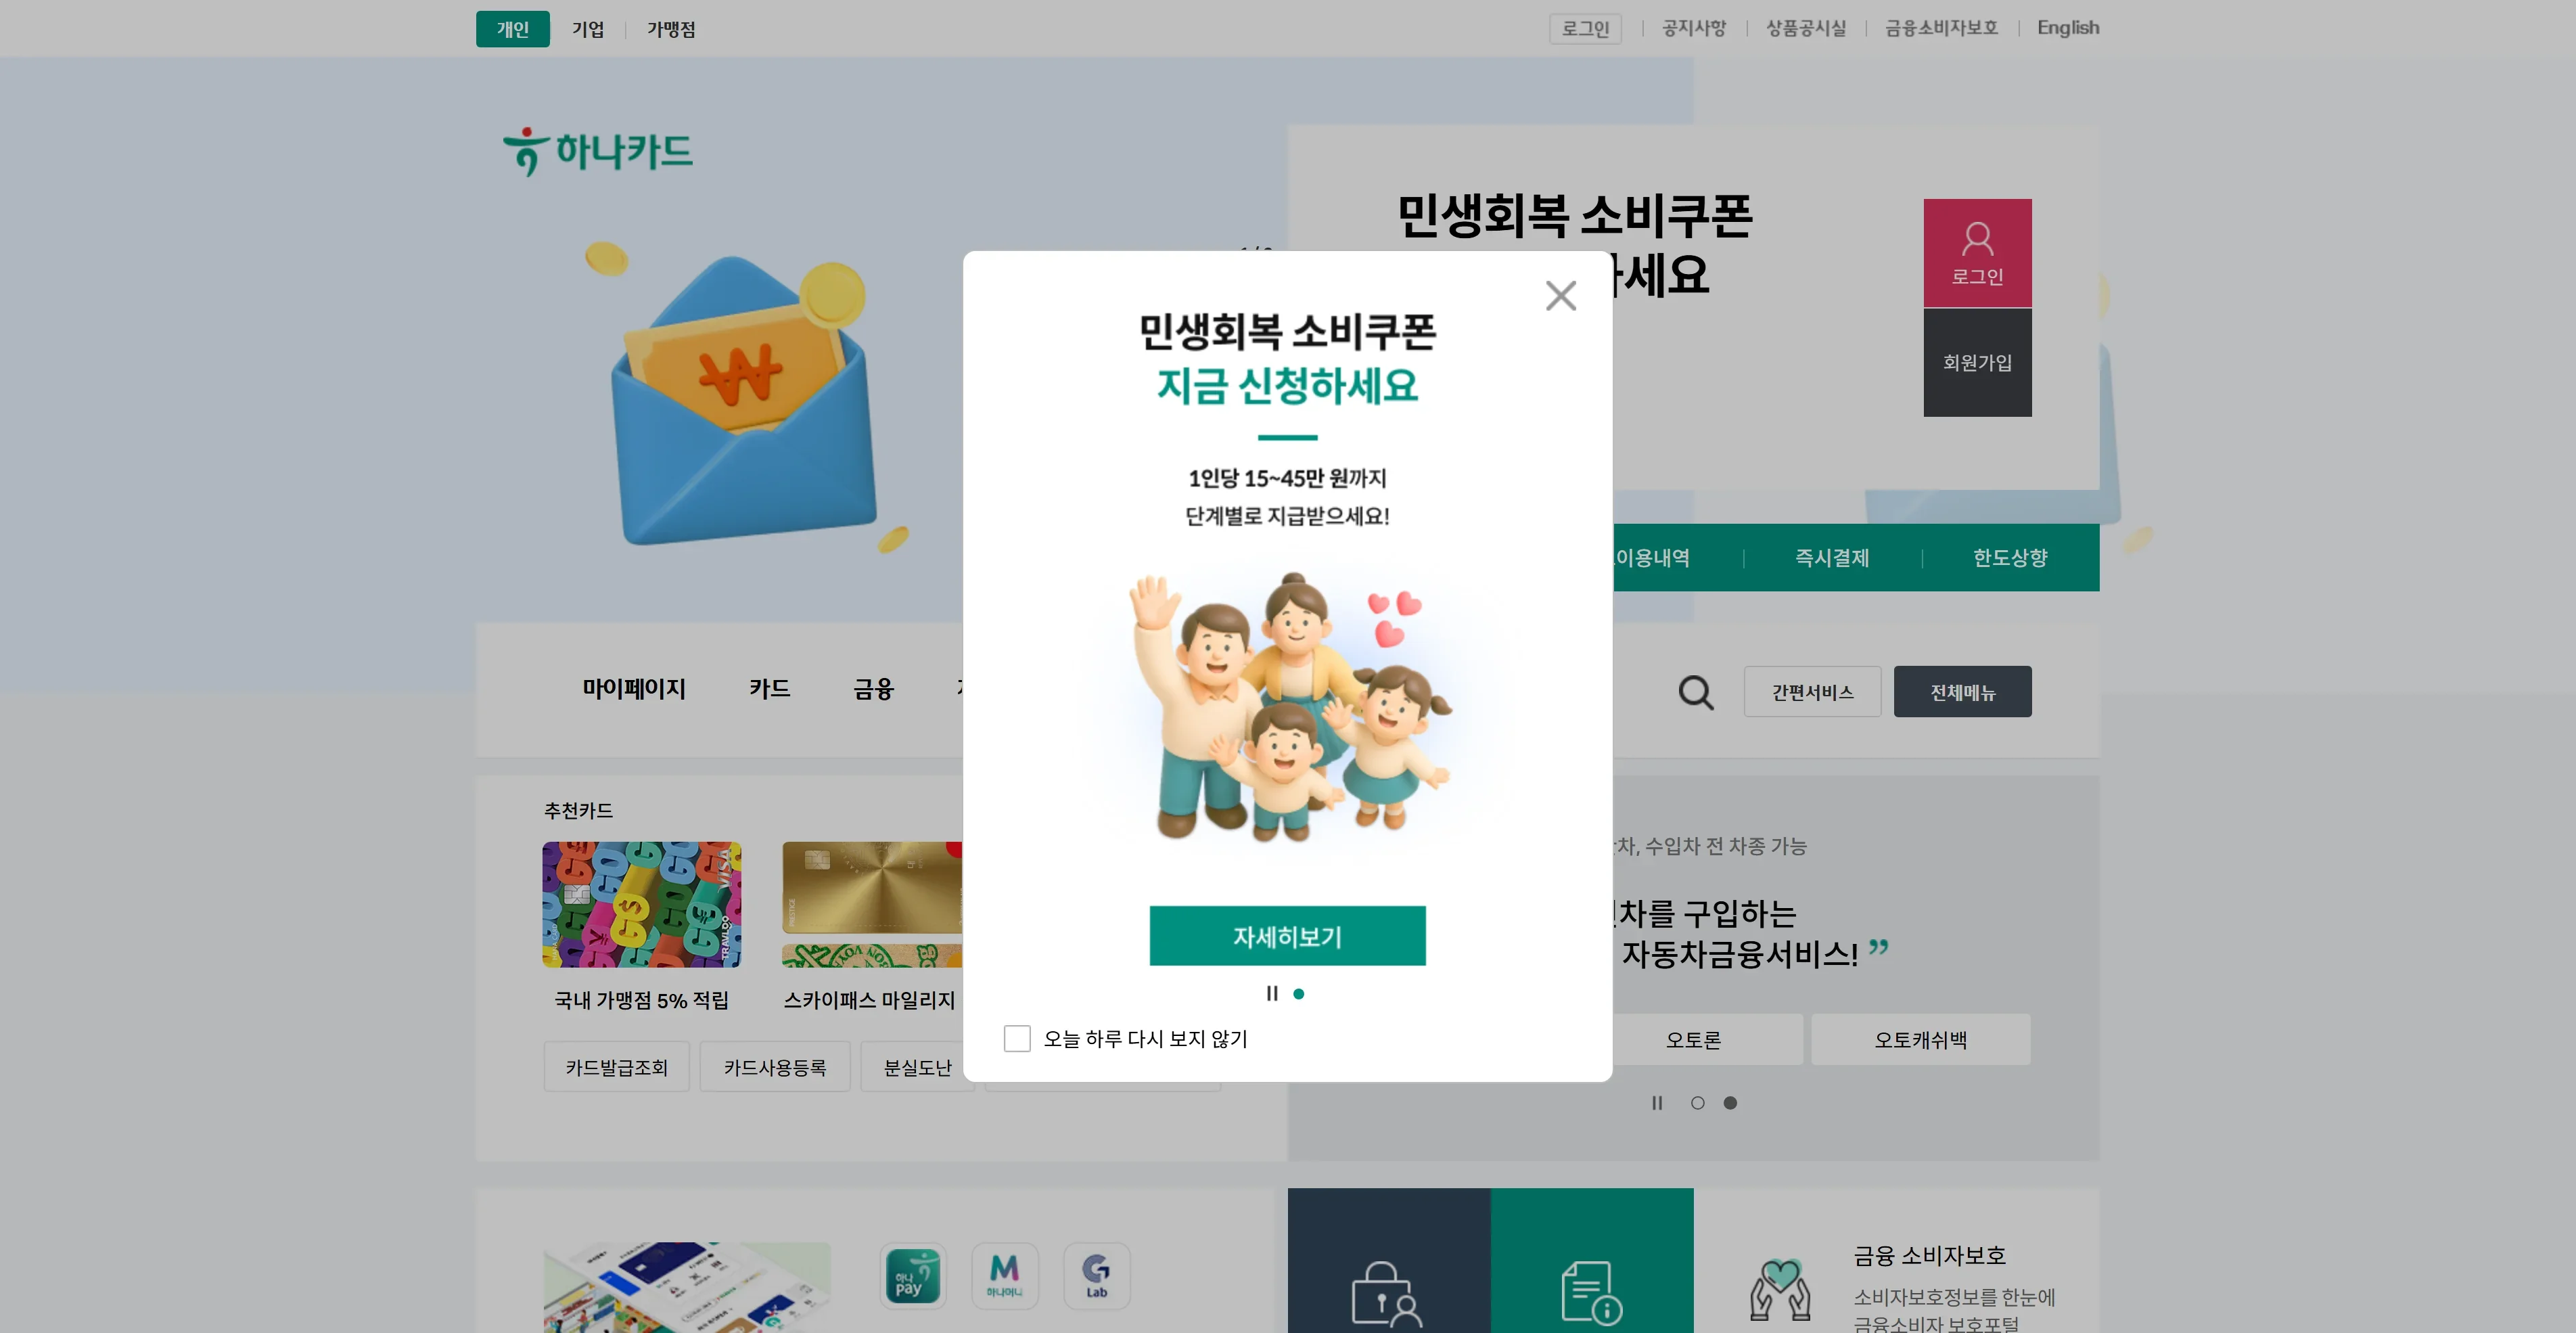 개인
기업
가맹점
로그인
공지사항
상품공시실
금융소비자보호
English
하나카드
민생회복 소비쿠폰
하세요
로그인
회원가입
민생회복 소비쿠폰
지금 신청하세요
1인당 15~45만 원까지
단계별로 지급받으세요!
이용내역
즉시결제
한도상향
마이페이지
카드
금융
간편서비스
전체메뉴
추천카드
VISA
TRAVLOG
PRESTIGE
국내 가맹점 5% 적립
스카이패스 마일리지
카드발급조회
카드사용등록
분실도난
차, 수입차 전 차종 가능
차를 구입하는
자동차금융서비스! ”
오토론
오토캐쉬백
자세히보기
오늘 하루 다시 보지 않기
하나 pay
M 하나머니
G Lab
금융 소비자보호
소비자보호정보를 한눈에
금융소비자 보호포털